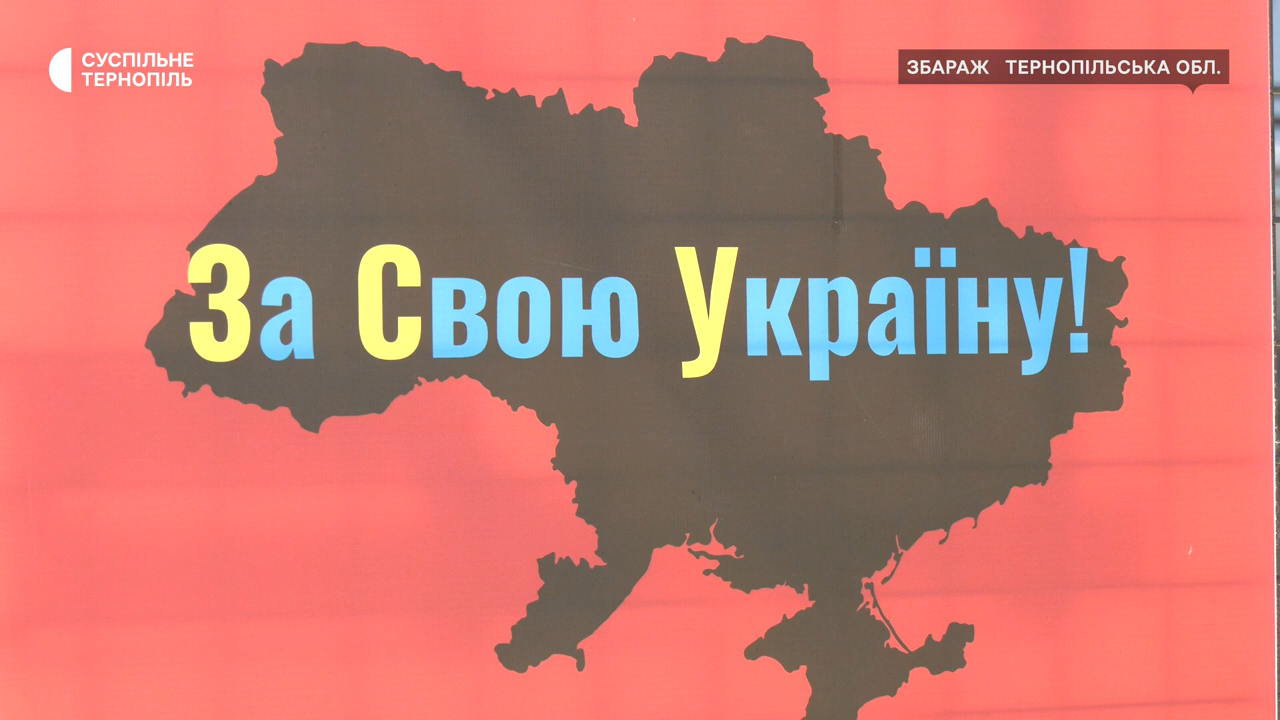 СУСПІЛЬНЕ
ТЕРНОПІЛЬ
ЗБАРАЖ ТЕРНОПІЛЬСЬКА ОБЛ.
За Свою Україну!